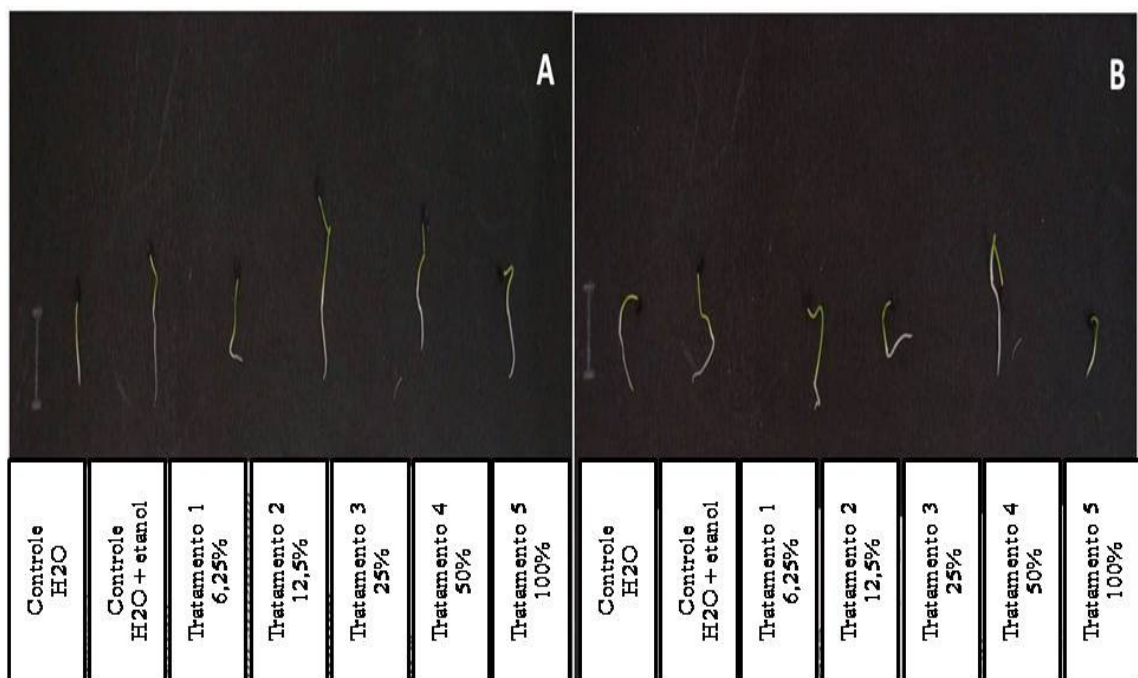 A
B
Controle
H2O
Controle
H2O + etanol
Tratamento 1
6,25%
Tratamento 2
12,5%
Tratamento 3
25%
Tratamento 4
50%
Tratamento 5
100%
Controle
H2O
Controle
H2O + etanol
Tratamento 1
6,25%
Tratamento 2
12,5%
Tratamento 3
25%
Tratamento 4
50%
Tratamento 5
100%